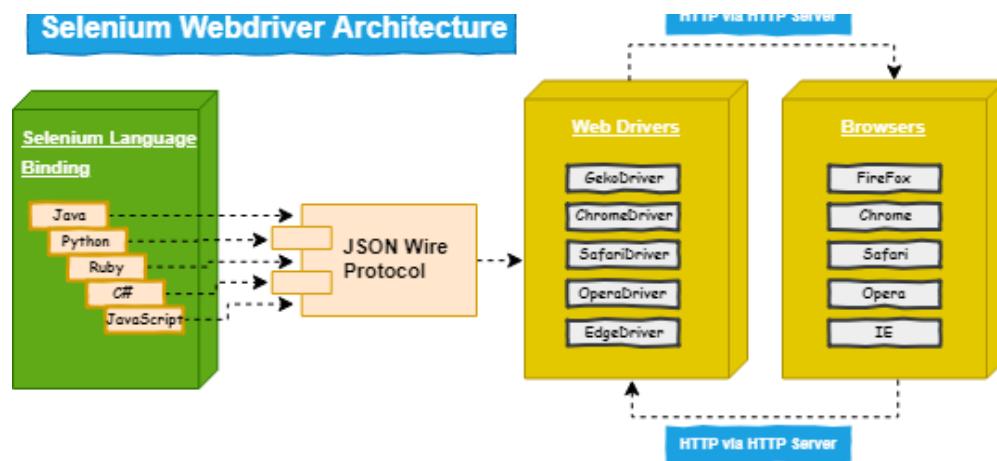 Selenium Webdriver Architecture
HTTP via HTTP Server
Selenium Language
Binding
Java
Python
Ruby
C#
JavaScript
JSON Wire
Protocol
Web Drivers
GekoDriver
ChromeDriver
SafariDriver
OperaDriver
EdgeDriver
Browsers
FireFox
Chrome
Safari
Opera
IE
HTTP via HTTP Server